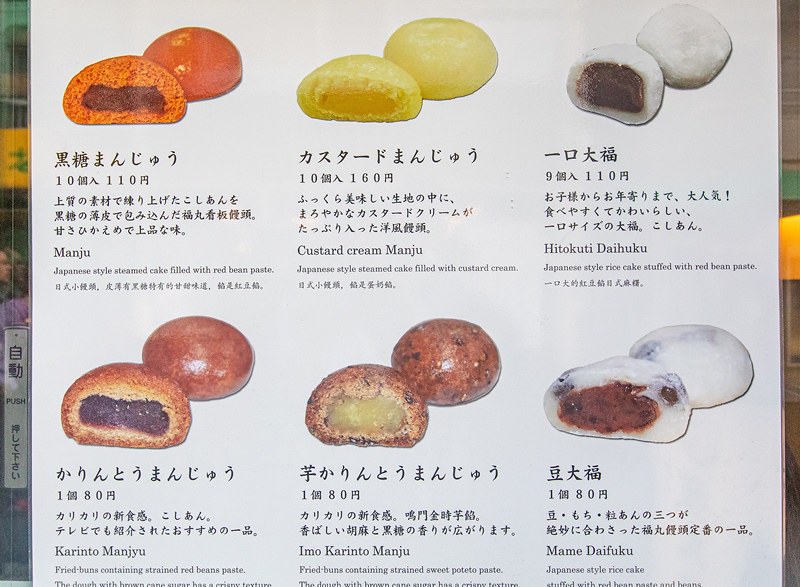 黒糖まんじゅう
10個入 110円
上質の素材で練り上げたこしあんを
黒糖の薄皮で包み込んだ福丸看板饅頭。
甘さひかえめで上品な味。
Manju
Japanese style steamed cake filled with red bean paste.
日式小饅頭，皮薄有黒糖特有的甘甜味道，餡是紅豆餡。
カスタードまんじゅう
10個入 160円
ふっくら美味しい生地の中に、
まろやかなカスタードクリームが
たっぷり入った洋風饅頭。
Custard cream Manju
Japanese style steamed cake filled with custard cream.
日式小饅頭，餡是蛋奶餡。
一口大福
9個入 110円
お子様からお年寄りまで、大人気！
食べやすくてかわいらしい、
一口サイズの大福。こしあん。
Hitokuti Daihuku
Japanese style rice cake stuffed with red bean paste.
一口大的紅豆餡日式麻糬。
かりんとうまんじゅう
1個 80円
カリカリの新食感。こしあん。
テレビでも紹介されたおすすめの一品。
Karinto Manjyu
Fried-buns containing strained red beans paste.
The dough with brown cane sugar has a crispy texture
芋かりんとうまんじゅう
1個 80円
カリカリの新食感。鳴門金時芋餡。
香ばしい胡麻と黒糖の香りが広がります。
Imo Karinto Manju
Fried-buns containing strained sweet poteto paste.
The dough with brown cane sugar has a crispy texture
豆大福
1個 80円
豆・もち・粒あんの三つが
絶妙に合わさった福丸饅頭定番の一品。
Mame Daifuku
Japanese style rice cake
stuffed with red bean paste and beans.
自動
PUSH
押して下さい